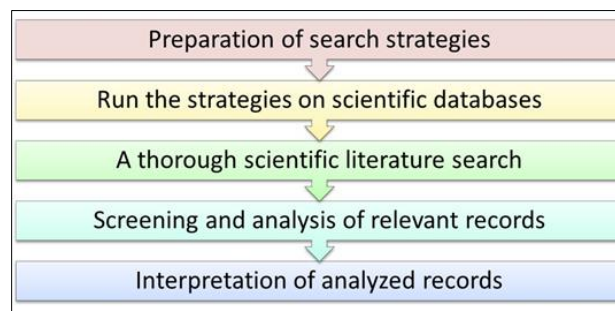 Preparation of search strategies
Run the strategies on scientific databases
A thorough scientific literature search
Screening and analysis of relevant records
Interpretation of analyzed records